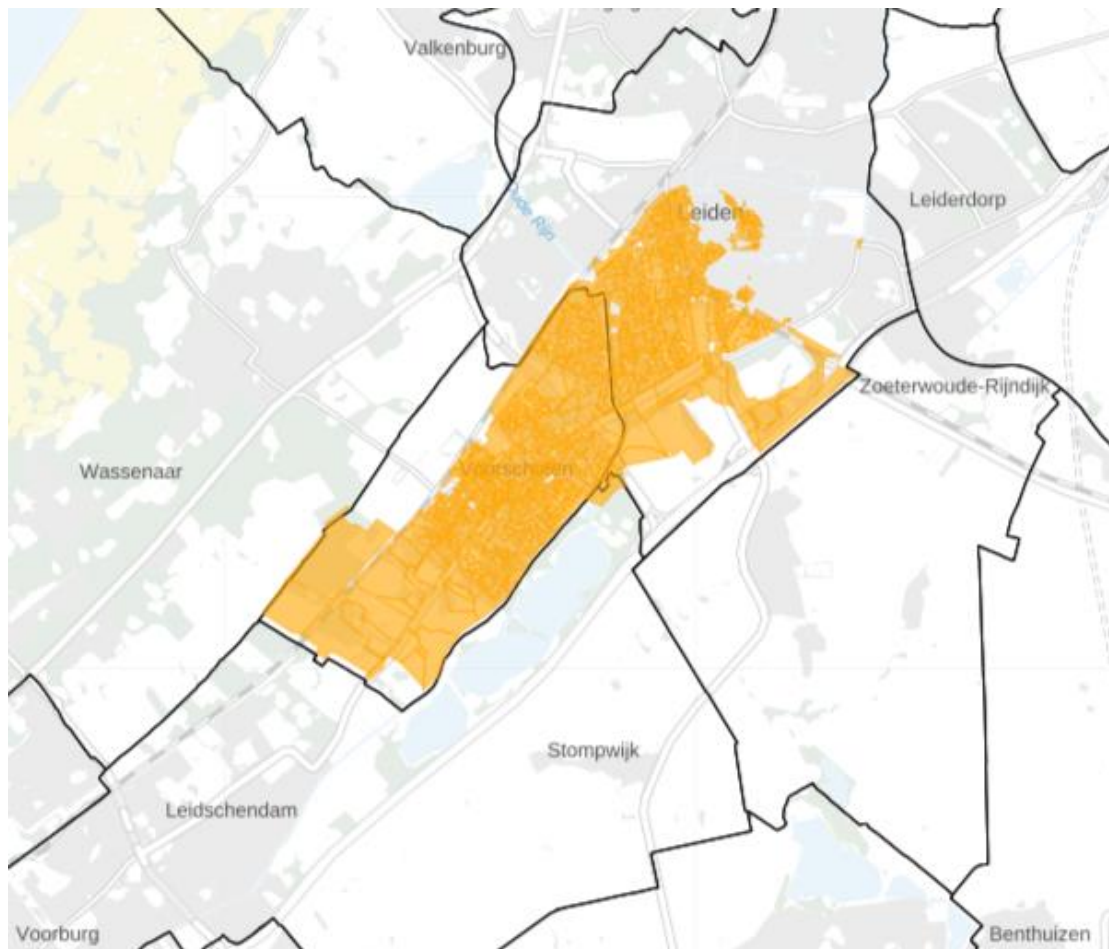 Valkenburg
Leiderdorp
Leiden
Oude Rijn
Zoeterwoude-Rijndijk
Wassenaar
Voorschoten
Stompwijk
Leidschendam
Voorburg
Benthuizen